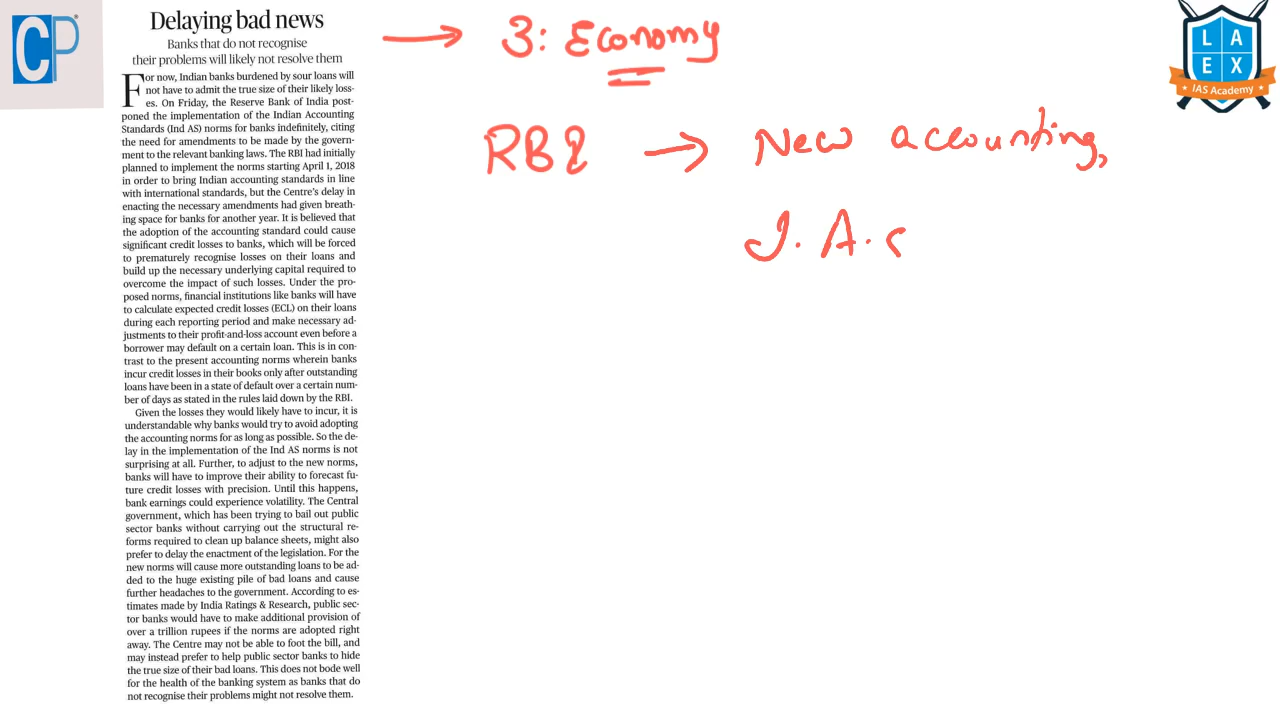 CP
Delaying bad news
Banks that do not recognise
their problems will likely not resolve them
For now, Indian banks burdened by sour loans will
not have to admit the true size of their likely loss-
es. On Friday, the Reserve Bank of India post-
poned the implementation of the Indian Accounting
Standards (Ind AS) norms for banks indefinitely, citing
the need for amendments to be made by the govern-
ment to the relevant banking laws. The RBI had initially
planned to implement the norms starting April 1, 2018
in order to bring Indian accounting standards in line
with international standards, but the Centre's delay in
enacting the necessary amendments had given breath-
ing space for banks for another year. It is believed that
the adoption of the accounting standard could cause
significant credit losses to banks, which will be forced
to prematurely recognise losses on their loans and
build up the necessary underlying capital required to
overcome the impact of such losses. Under the pro-
posed norms, financial institutions like banks will have
to calculate expected credit losses (ECL) on their loans
during each reporting period and make necessary ad-
justments to their profit-and-loss account even before a
borrower may default on a certain loan. This is in con-
trast to the present accounting norms wherein banks
incur credit losses in their books only after outstanding
loans have been in a state of default over a certain num-
ber of days as stated in the rules laid down by the RBI.
Given the losses they would likely have to incur, it is
understandable why banks would try to avoid adopting
the accounting norms for as long as possible. So the de-
lay in the implementation of the Ind AS norms is not
surprising at all. Further, to adjust to the new norms,
banks will have to improve their ability to forecast fu-
ture credit losses with precision. Until this happens,
bank earnings could experience volatility. The Central
government, which has been trying to bail out public
sector banks without carrying out the structural re-
forms required to clean up balance sheets, might also
prefer to delay the enactment of the legislation. For the
new norms will cause more outstanding loans to be ad-
ded to the huge existing pile of bad loans and cause
further headaches to the government. According to es-
timates made by India Ratings & Research, public sec-
tor banks would have to make additional provision of
over a trillion rupees if the norms are adopted right
away. The Centre may not be able to foot the bill, and
may instead prefer to help public sector banks to hide
the true size of their bad loans. This does not bode well
for the health of the banking system as banks that do
not recognise their problems might not resolve them.
3: Economy
RBI → New accounting,
I. A. S
LA
EX
IAS Academy